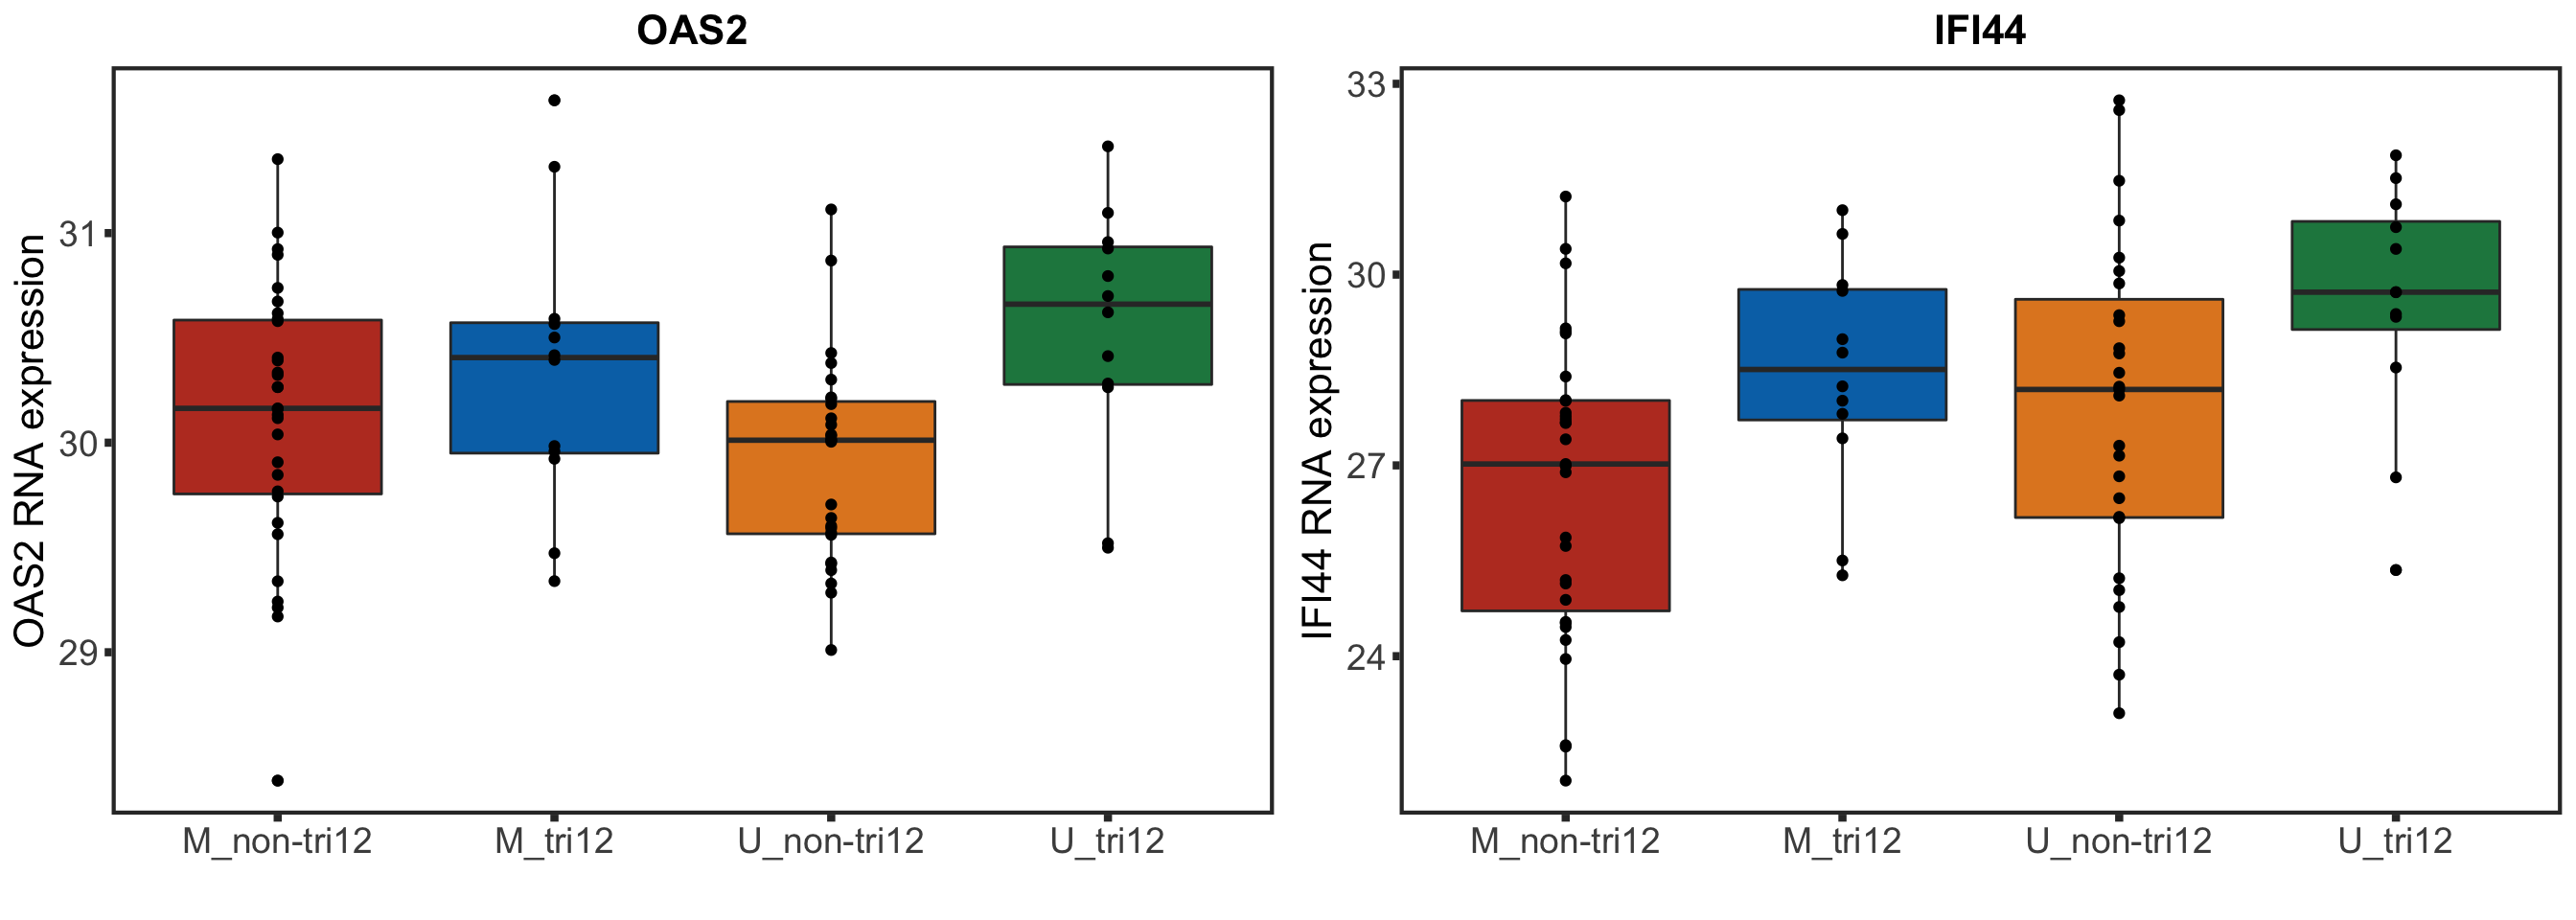 OAS2
OAS2 RNA expression
31
30
29
M_non-tri12 M_tri12 U_non-tri12 U_tri12
IFI44
IFI44 RNA expression
33
30
27
24
M_non-tri12 M_tri12 U_non-tri12 U_tri12